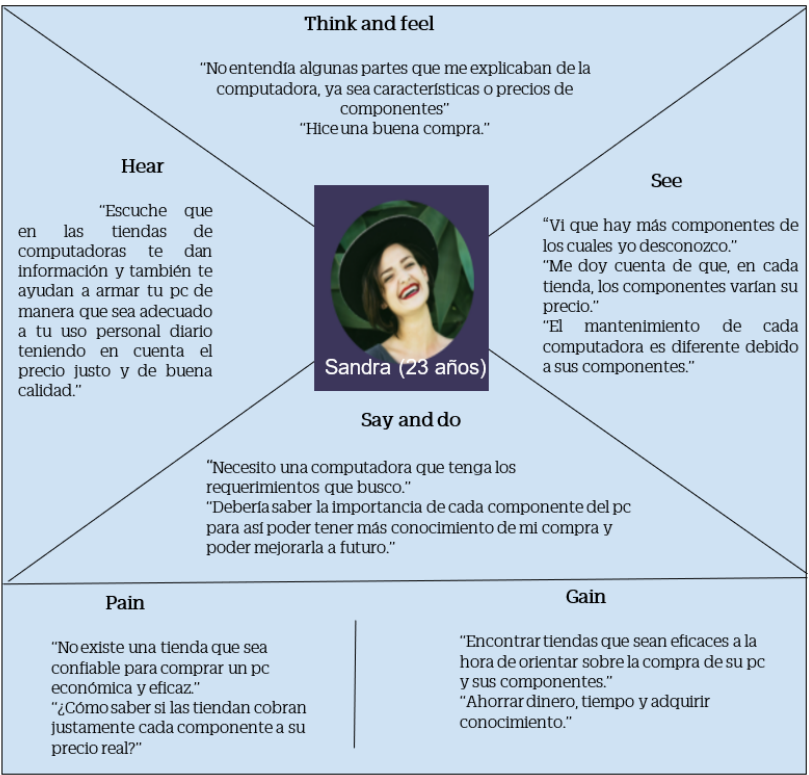 Think and feel
“No entendía algunas partes que me explicaban de la
computadora, ya sea características o precios de
componentes”
“Hice una buena compra.”
Hear
“Escuche que
en las tiendas de
computadoras te dan
información y también te
ayudan a armar tu pc de
manera que sea adecuado
a tu uso personal diario
teniendo en cuenta el
precio justo y de buena
calidad.”
See
“Vi que hay más componentes de
los cuales yo desconozco.”
“Me doy cuenta de que, en cada
tienda, los componentes varían su
precio.”
“El mantenimiento de cada
computadora es diferente debido
a sus componentes.”
Sandra (23 años)
Say and do
“Necesito una computadora que tenga los
requerimientos que busco.”
“Debería saber la importancia de cada componente del pc
para así poder tener más conocimiento de mi compra y
poder mejorarla a futuro.”
Pain
“No existe una tienda que sea
confiable para comprar un pc
económica y eficaz.”
“¿Cómo saber si las tiendan cobran
justamente cada componente a su
precio real?”
Gain
“Encontrar tiendas que sean eficaces a la
hora de orientar sobre la compra de su pc
y sus componentes.”
“Ahorrar dinero, tiempo y adquirir
conocimiento.”